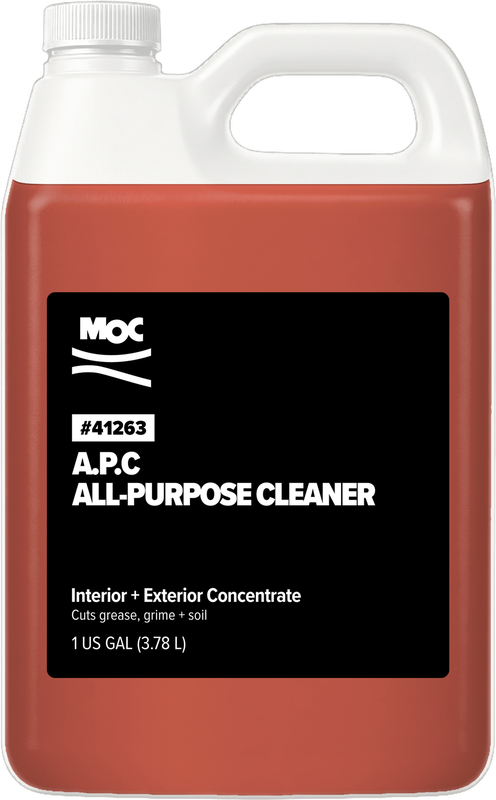 MOC
#41263
A.P.C
ALL-PURPOSE CLEANER
Interior + Exterior Concentrate
Cuts grease, grime + soil
1 US GAL (3.78 L)